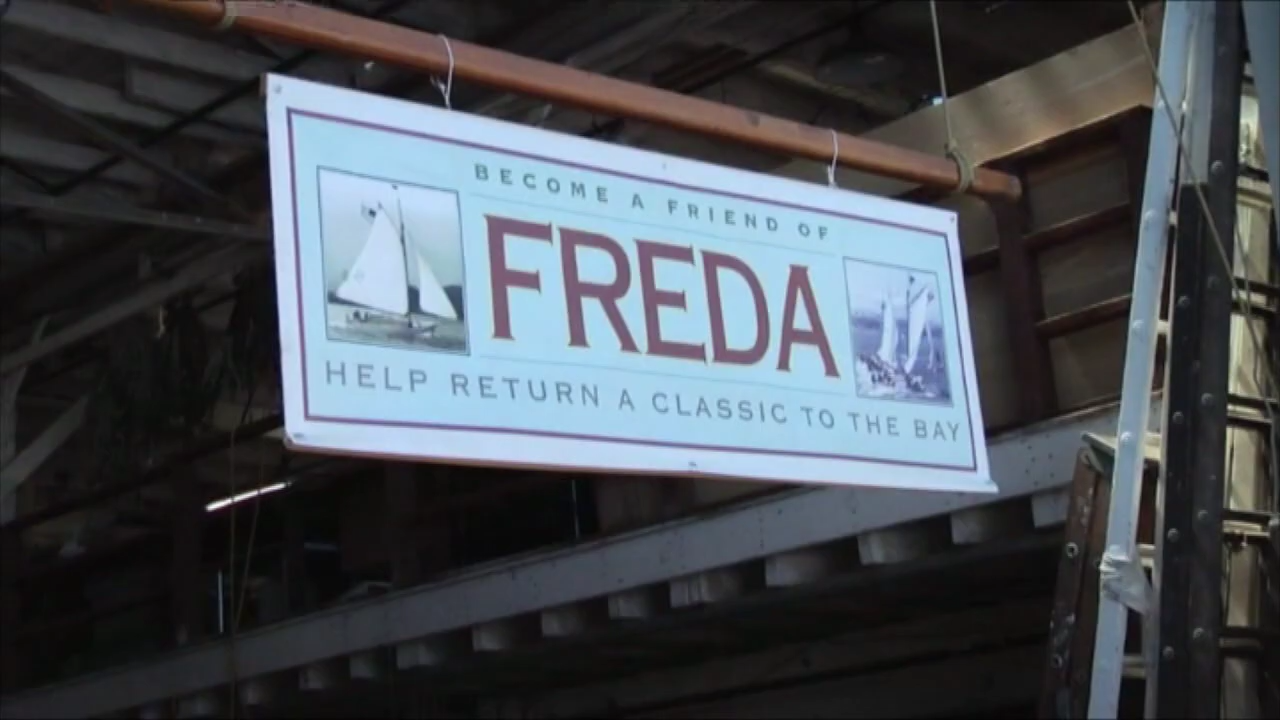 BECOME A FRIEND OF
FREDA
HELP RETURN A CLASSIC TO THE BAY